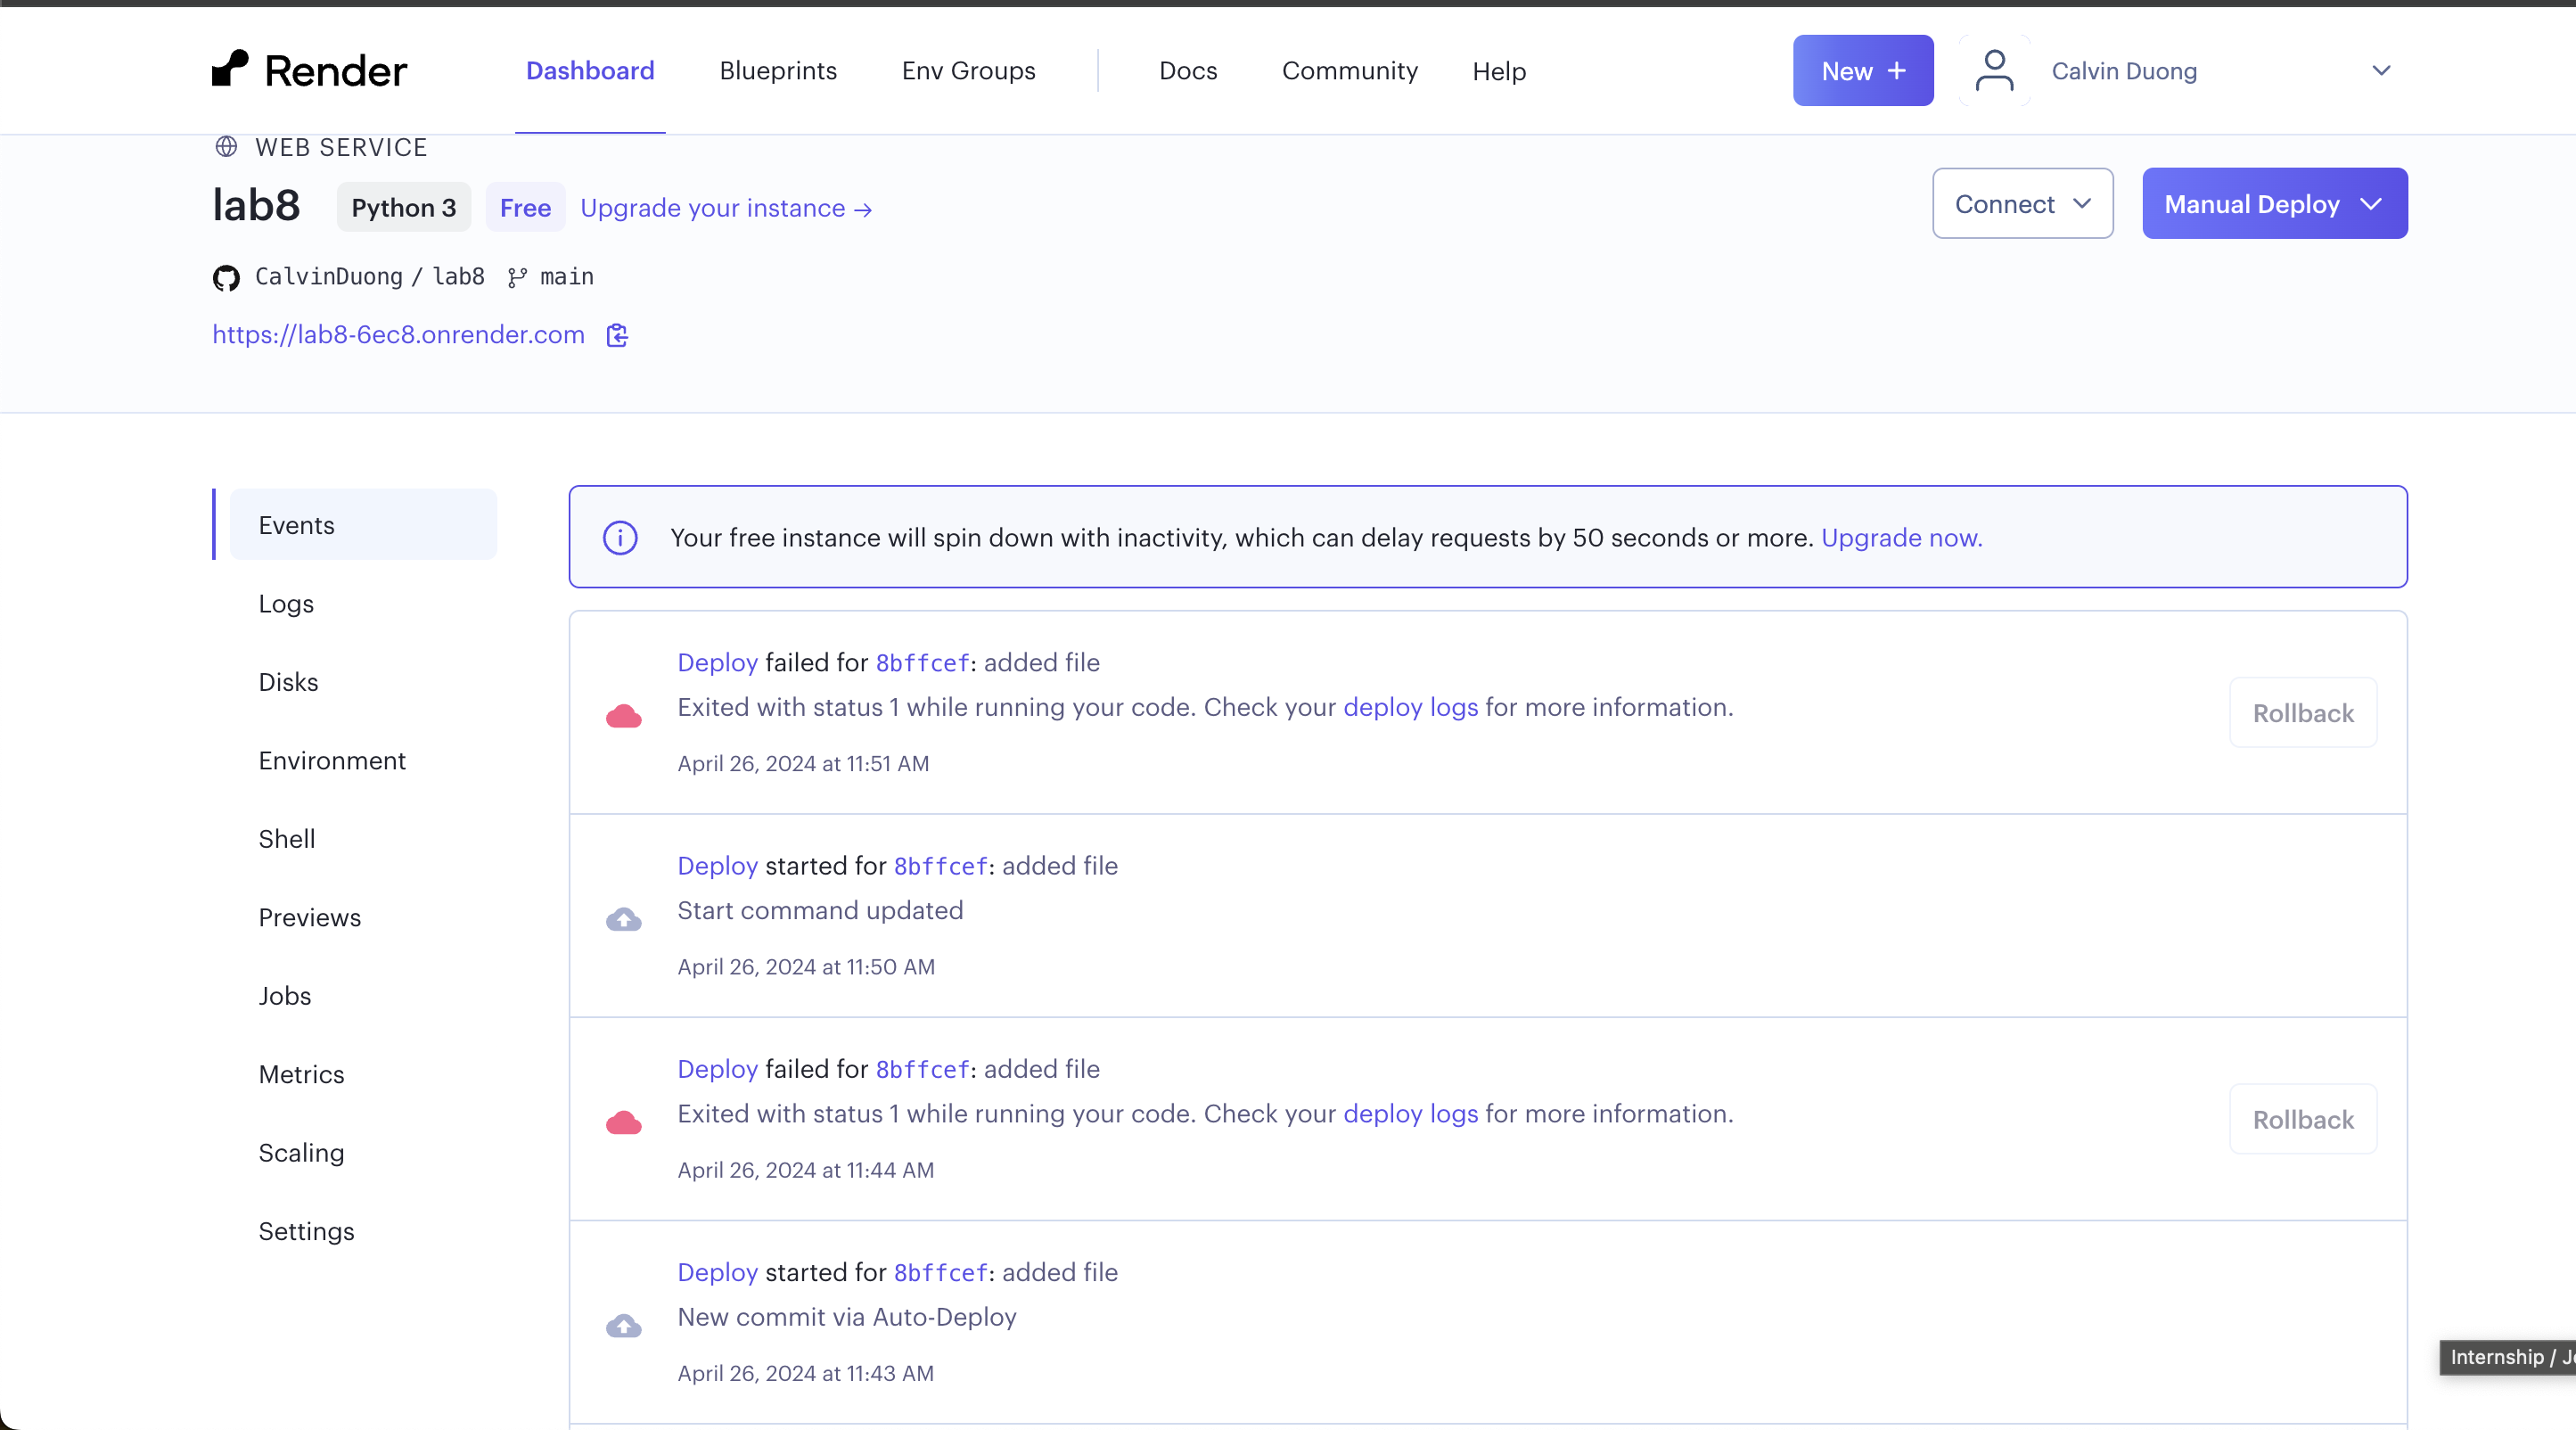 Render Dashboard Blueprints Env Groups Docs Community Help New + Calvin Duong
WEB SERVICE
lab8 Python 3 Free Upgrade your instance →
Connect Manual Deploy
CalvinDuong / lab8 main
https://lab8-6ec8.onrender.com
Events
Logs
Disks
Environment
Shell
Previews
Jobs
Metrics
Scaling
Settings
Your free instance will spin down with inactivity, which can delay requests by 50 seconds or more. Upgrade now.
Deploy failed for 8bffcef: added file
Exited with status 1 while running your code. Check your deploy logs for more information.
April 26, 2024 at 11:51 AM
Rollback
Deploy started for 8bffcef: added file
Start command updated
April 26, 2024 at 11:50 AM
Deploy failed for 8bffcef: added file
Exited with status 1 while running your code. Check your deploy logs for more information.
April 26, 2024 at 11:44 AM
Rollback
Deploy started for 8bffcef: added file
New commit via Auto-Deploy
April 26, 2024 at 11:43 AM
Internship /